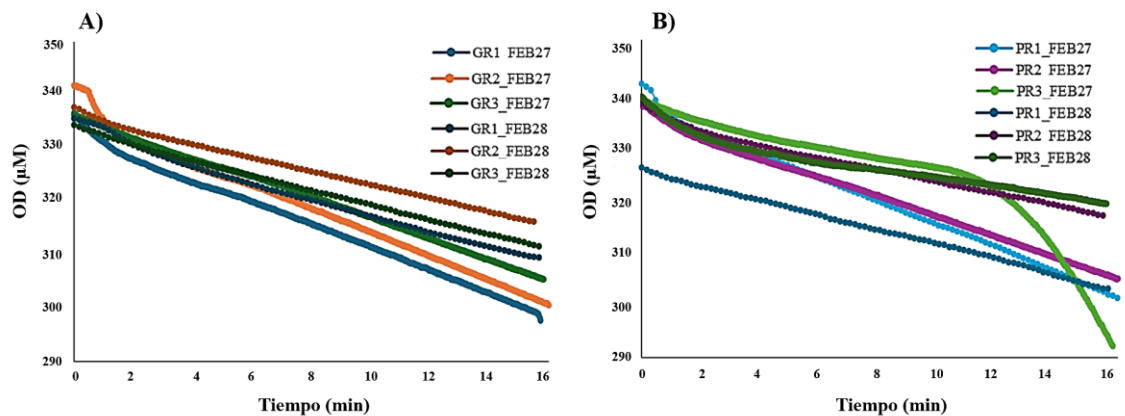 A)
350
340
330
320
310
300
290
OD (µM)
0 2 4 6 8 10 12 14 16
Tiempo (min)
GR1_FEB27
GR2_FEB27
GR3_FEB27
GR1_FEB28
GR2_FEB28
GR3_FEB28
B)
350
340
330
320
310
300
290
OD (µM)
0 2 4 6 8 10 12 14 16
Tiempo (min)
PR1_FEB27
PR2_FEB27
PR3_FEB27
PR1_FEB28
PR2_FEB28
PR3_FEB28